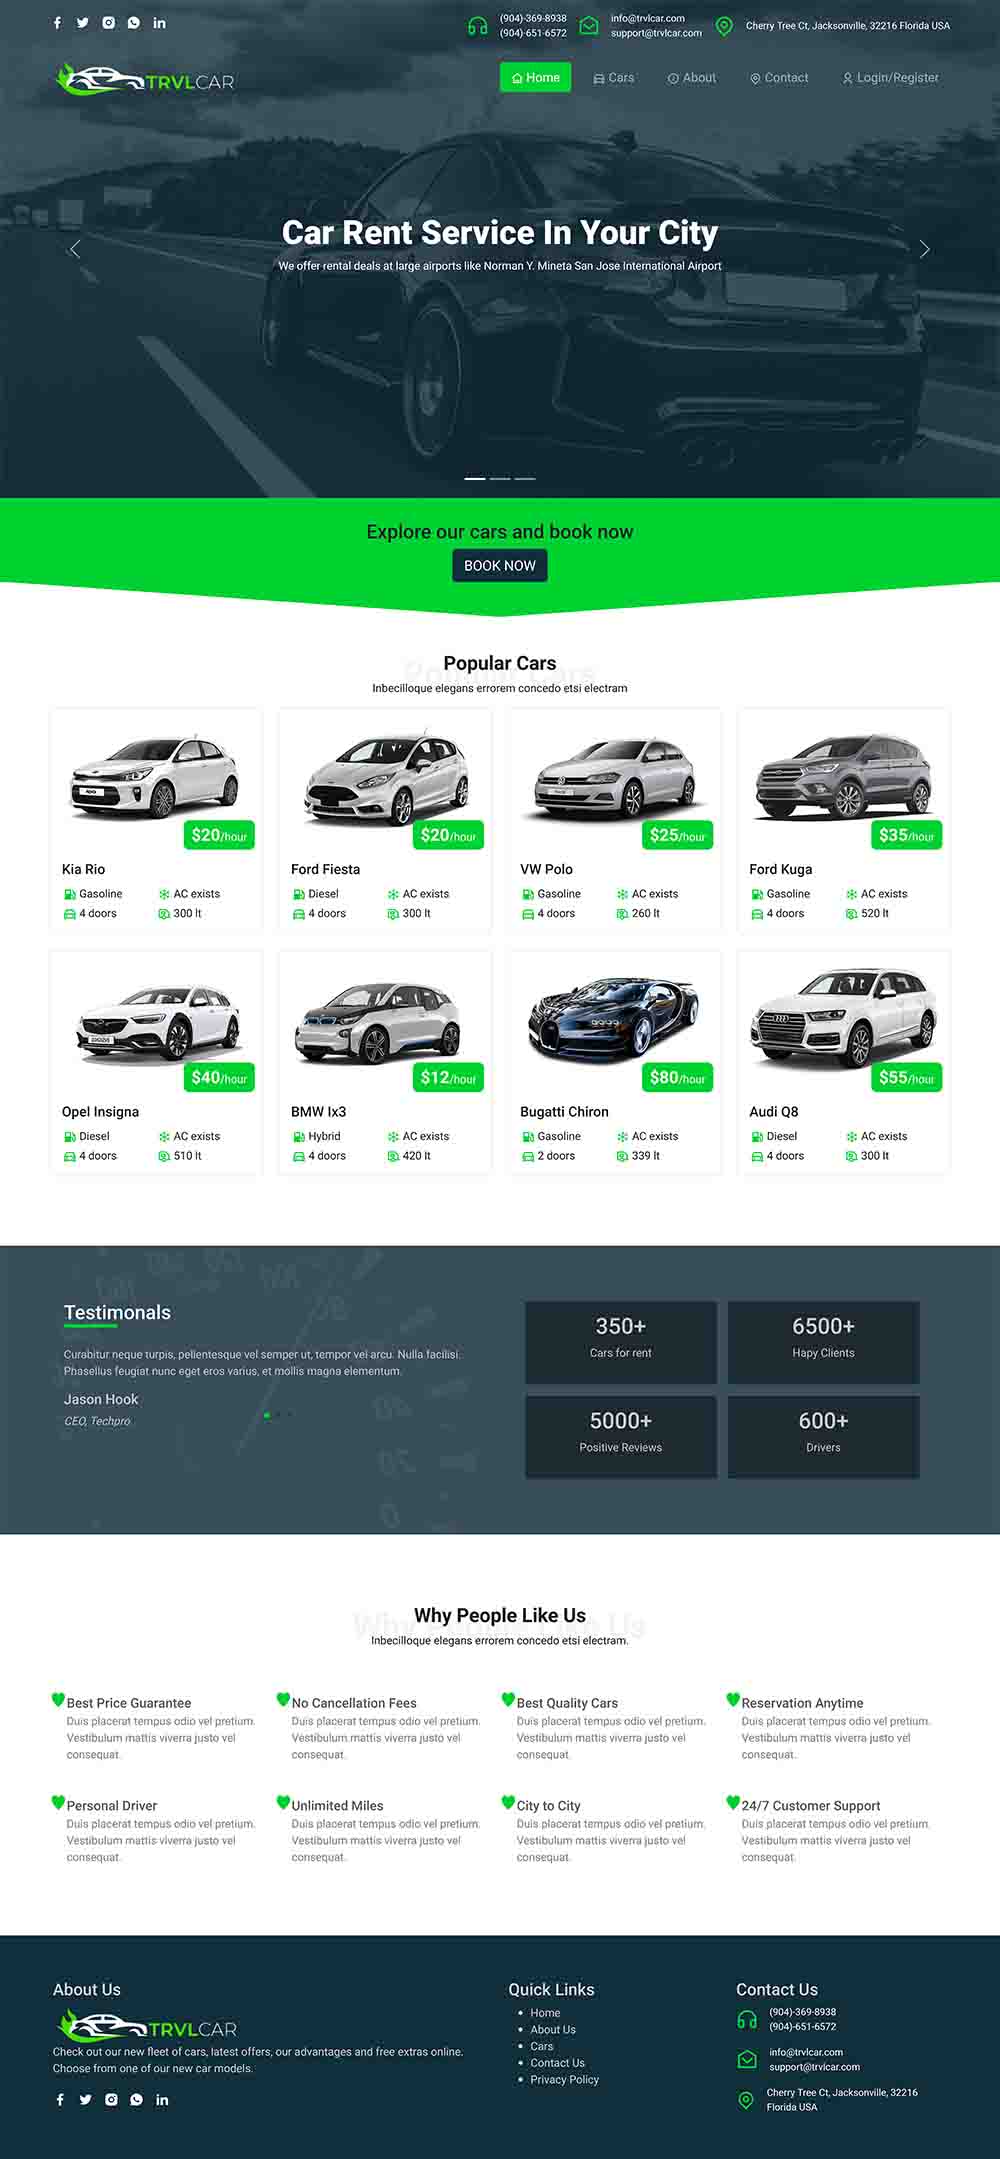 (904)-369-8938
(904)-651-6572
info@trvlcar.com
support@trvlcar.com
Cherry Tree Ct, Jacksonville, 32216 Florida USA
TRVLCAR
Home
Cars
About
Contact
Login/Register
Car Rent Service In Your City
We offer rental deals at large airports like Norman Y. Mineta San Jose International Airport
Explore our cars and book now
BOOK NOW
Popular Cars
Popular Cars
Inbecilloque elegans errorem concedo etsi electram
$20/hour
Kia Rio
Gasoline
AC exists
4 doors
300 lt
$20/hour
Ford Fiesta
Diesel
AC exists
4 doors
300 lt
$25/hour
VW Polo
Gasoline
AC exists
4 doors
260 lt
$35/hour
Ford Kuga
Gasoline
AC exists
4 doors
520 lt
$40/hour
Opel Insigna
Diesel
AC exists
4 doors
510 lt
$12/hour
BMW Ix3
Hybrid
AC exists
4 doors
420 lt
$80/hour
Bugatti Chiron
Gasoline
AC exists
2 doors
339 lt
$55/hour
Audi Q8
Diesel
AC exists
4 doors
300 lt
Testimonals
Curabitur neque turpis, pellentesque vel semper ut, tempor vel arcu. Nulla facilisi.
Phasellus feugiat nunc eget eros varius, et mollis magna elementum.
Jason Hook
CEO, Techpro
350+
Cars for rent
6500+
Hapy Clients
5000+
Positive Reviews
600+
Drivers
Why People Like Us
Why People Like Us
Inbecilloque elegans errorem concedo etsi electram.
Best Price Guarantee
Duis placerat tempus odio vel pretium.
Vestibulum mattis viverra justo vel
consequat.
No Cancellation Fees
Duis placerat tempus odio vel pretium.
Vestibulum mattis viverra justo vel
consequat.
Best Quality Cars
Duis placerat tempus odio vel pretium.
Vestibulum mattis viverra justo vel
consequat.
Reservation Anytime
Duis placerat tempus odio vel pretium.
Vestibulum mattis viverra justo vel
consequat.
Personal Driver
Duis placerat tempus odio vel pretium.
Vestibulum mattis viverra justo vel
consequat.
Unlimited Miles
Duis placerat tempus odio vel pretium.
Vestibulum mattis viverra justo vel
consequat.
City to City
Duis placerat tempus odio vel pretium.
Vestibulum mattis viverra justo vel
consequat.
24/7 Customer Support
Duis placerat tempus odio vel pretium.
Vestibulum mattis viverra justo vel
consequat.
About Us
TRVLCAR
Check out our new fleet of cars, latest offers, our advantages and free extras online.
Choose from one of our new car models.
Quick Links
Home
About Us
Cars
Contact Us
Privacy Policy
Contact Us
(904)-369-8938
(904)-651-6572
info@trvlcar.com
support@trvlcar.com
Cherry Tree Ct, Jacksonville, 32216
Florida USA